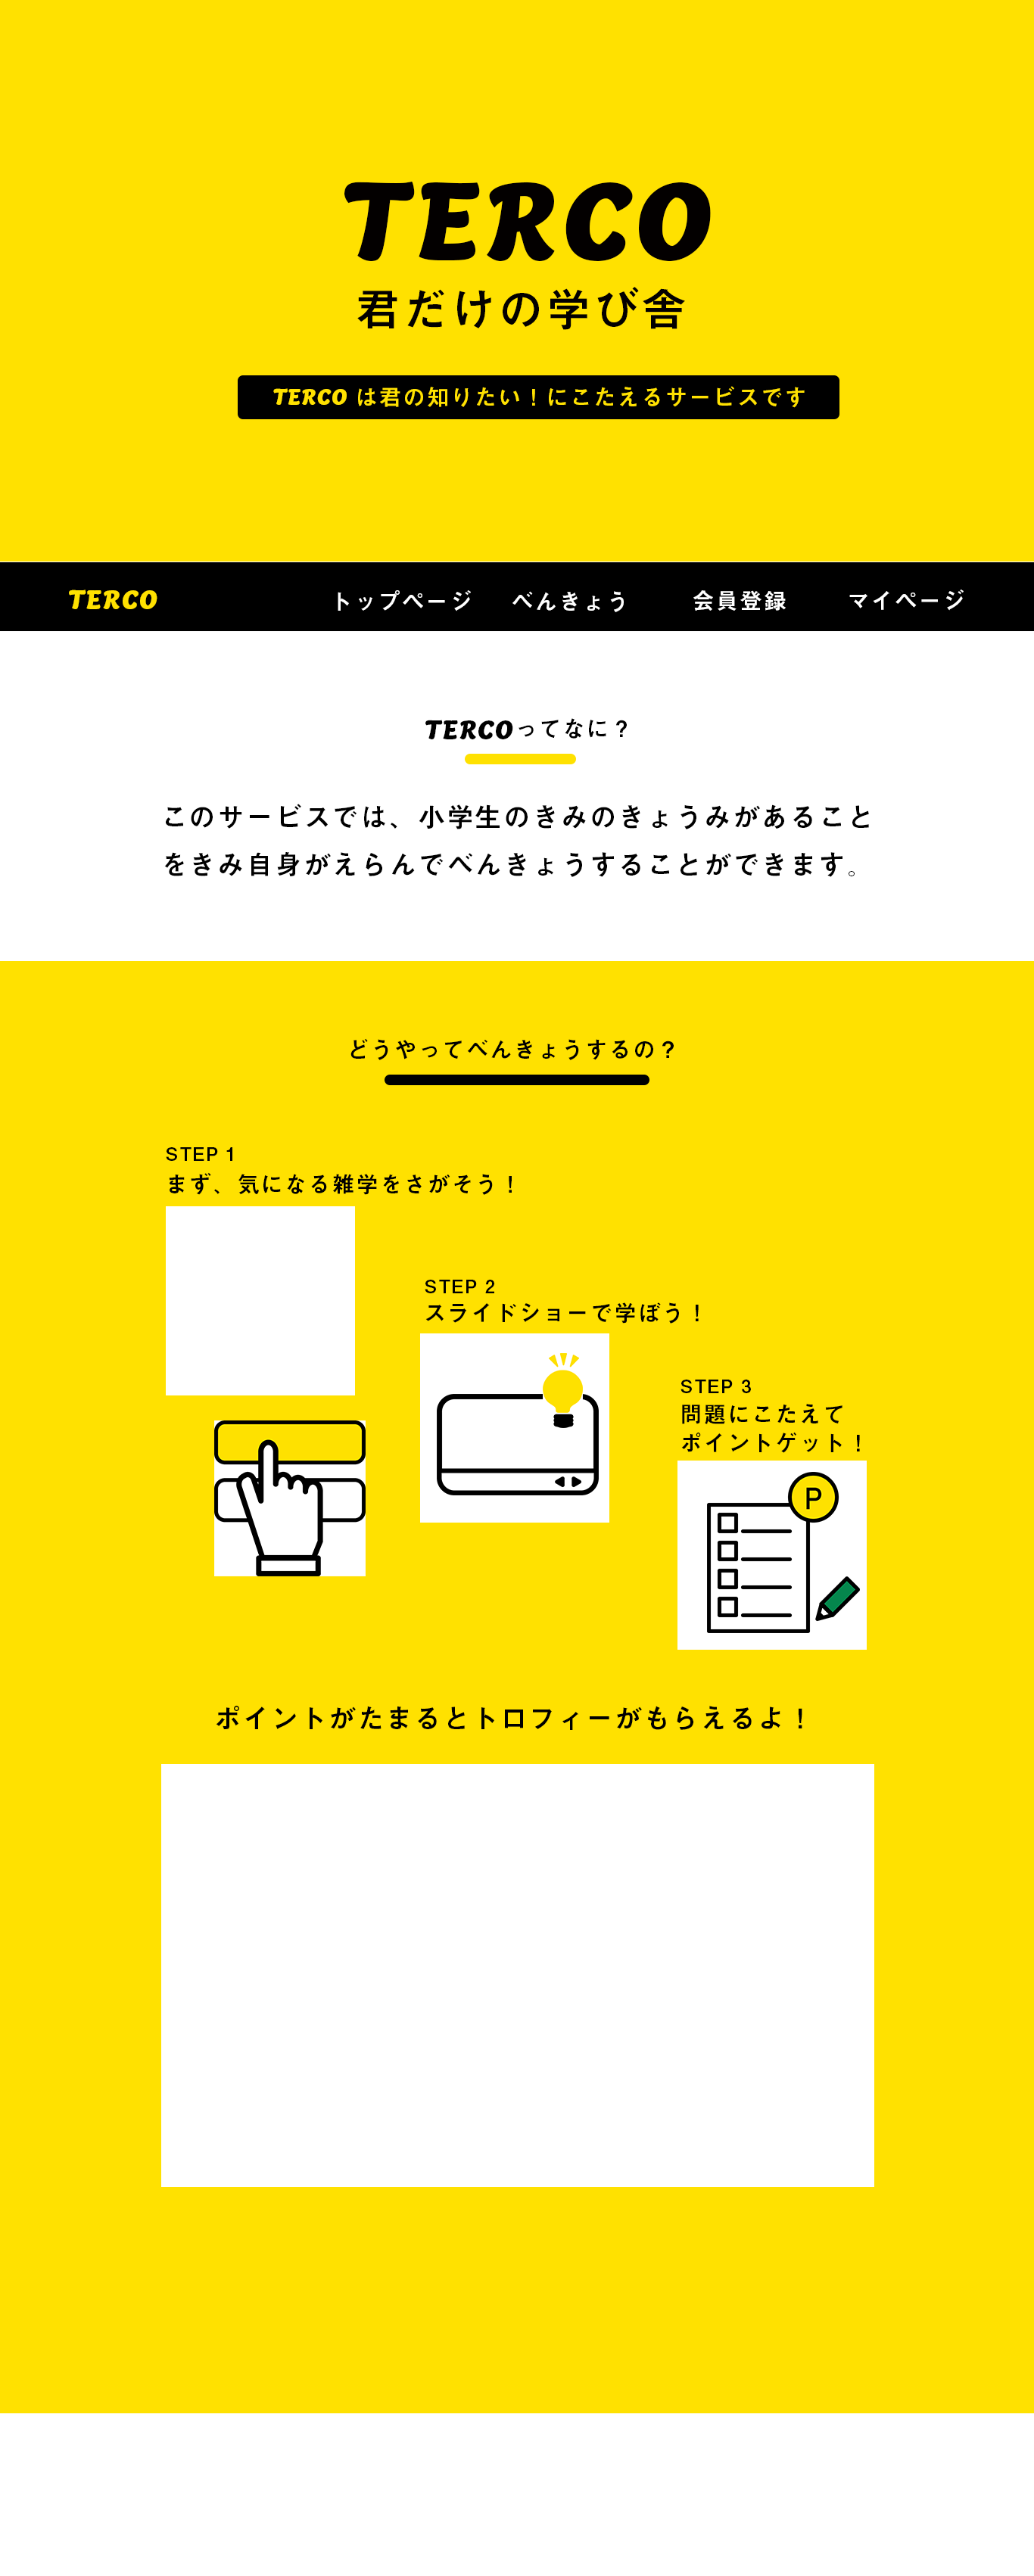 TERCO
君だけの学び舎
TERCO は君の知りたい！にこたえるサービスです
TERCO トップページ べんきょう 会員登録 マイページ
TERCOってなに？
このサービスでは、小学生のきみのきょうみがあること
をきみ自身がえらんでべんきょうすることができます。
どうやってべんきょうするの？
STEP 1
まず、気になる雑学をさがそう！
STEP 2
スライドショーで学ぼう！
STEP 3
問題にこたえて
ポイントゲット！
P
ポイントがたまるとトロフィーがもらえるよ！